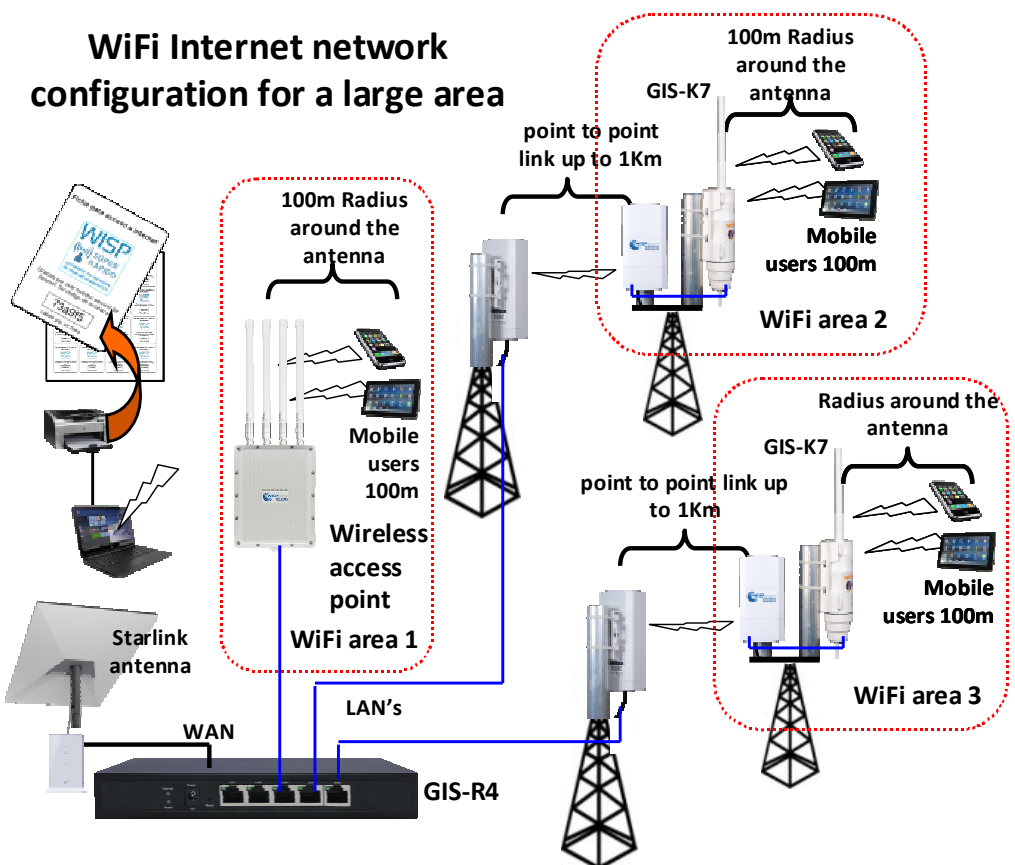 WiFi Internet network
configuration for a large area
100m Radius
around the
antenna
GIS-K7
point to point
link up to 1Km
Mobile
users 100m
WiFi area 2
100m Radius
around the
antenna
Mobile
users
100m
Wireless
access
point
WiFi area 1
WISP
SUPER
RAPIDO
Radius around the
antenna
GIS-K7
point to point link up
to 1Km
Mobile
users 100m
WiFi area 3
Starlink
antenna
WAN
LAN's
GIS-R4